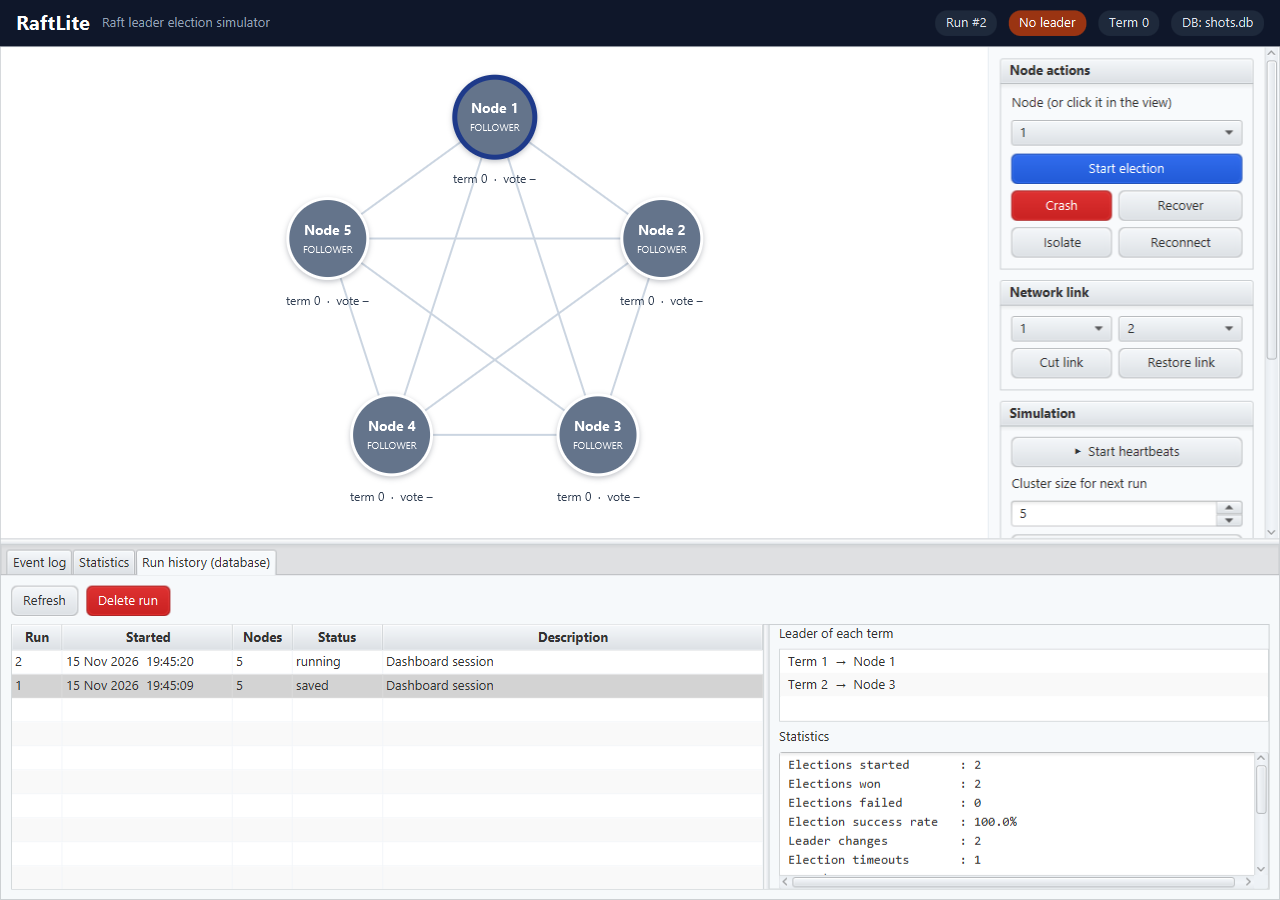 RaftLite Raft leader election simulator Run #2 No leader Term 0 DB: shots.db
Node 1
FOLLOWER
term 0 · vote –
Node 5
FOLLOWER
term 0 · vote –
Node 2
FOLLOWER
term 0 · vote –
Node 4
FOLLOWER
term 0 · vote –
Node 3
FOLLOWER
term 0 · vote –
Node actions
Node (or click it in the view)
1
Start election
Crash Recover
Isolate Reconnect
Network link
1 2
Cut link Restore link
Simulation
▸ Start heartbeats
Cluster size for next run
5
Event log Statistics Run history (database)
Refresh Delete run
Run Started Nodes Status Description
2 15 Nov 2026 19:45:20 5 running Dashboard session
1 15 Nov 2026 19:45:09 5 saved Dashboard session
Leader of each term
Term 1 → Node 1
Term 2 → Node 3
Statistics
Elections started : 2
Elections won : 2
Elections failed : 0
Election success rate : 100.0%
Leader changes : 2
Election timeouts : 1